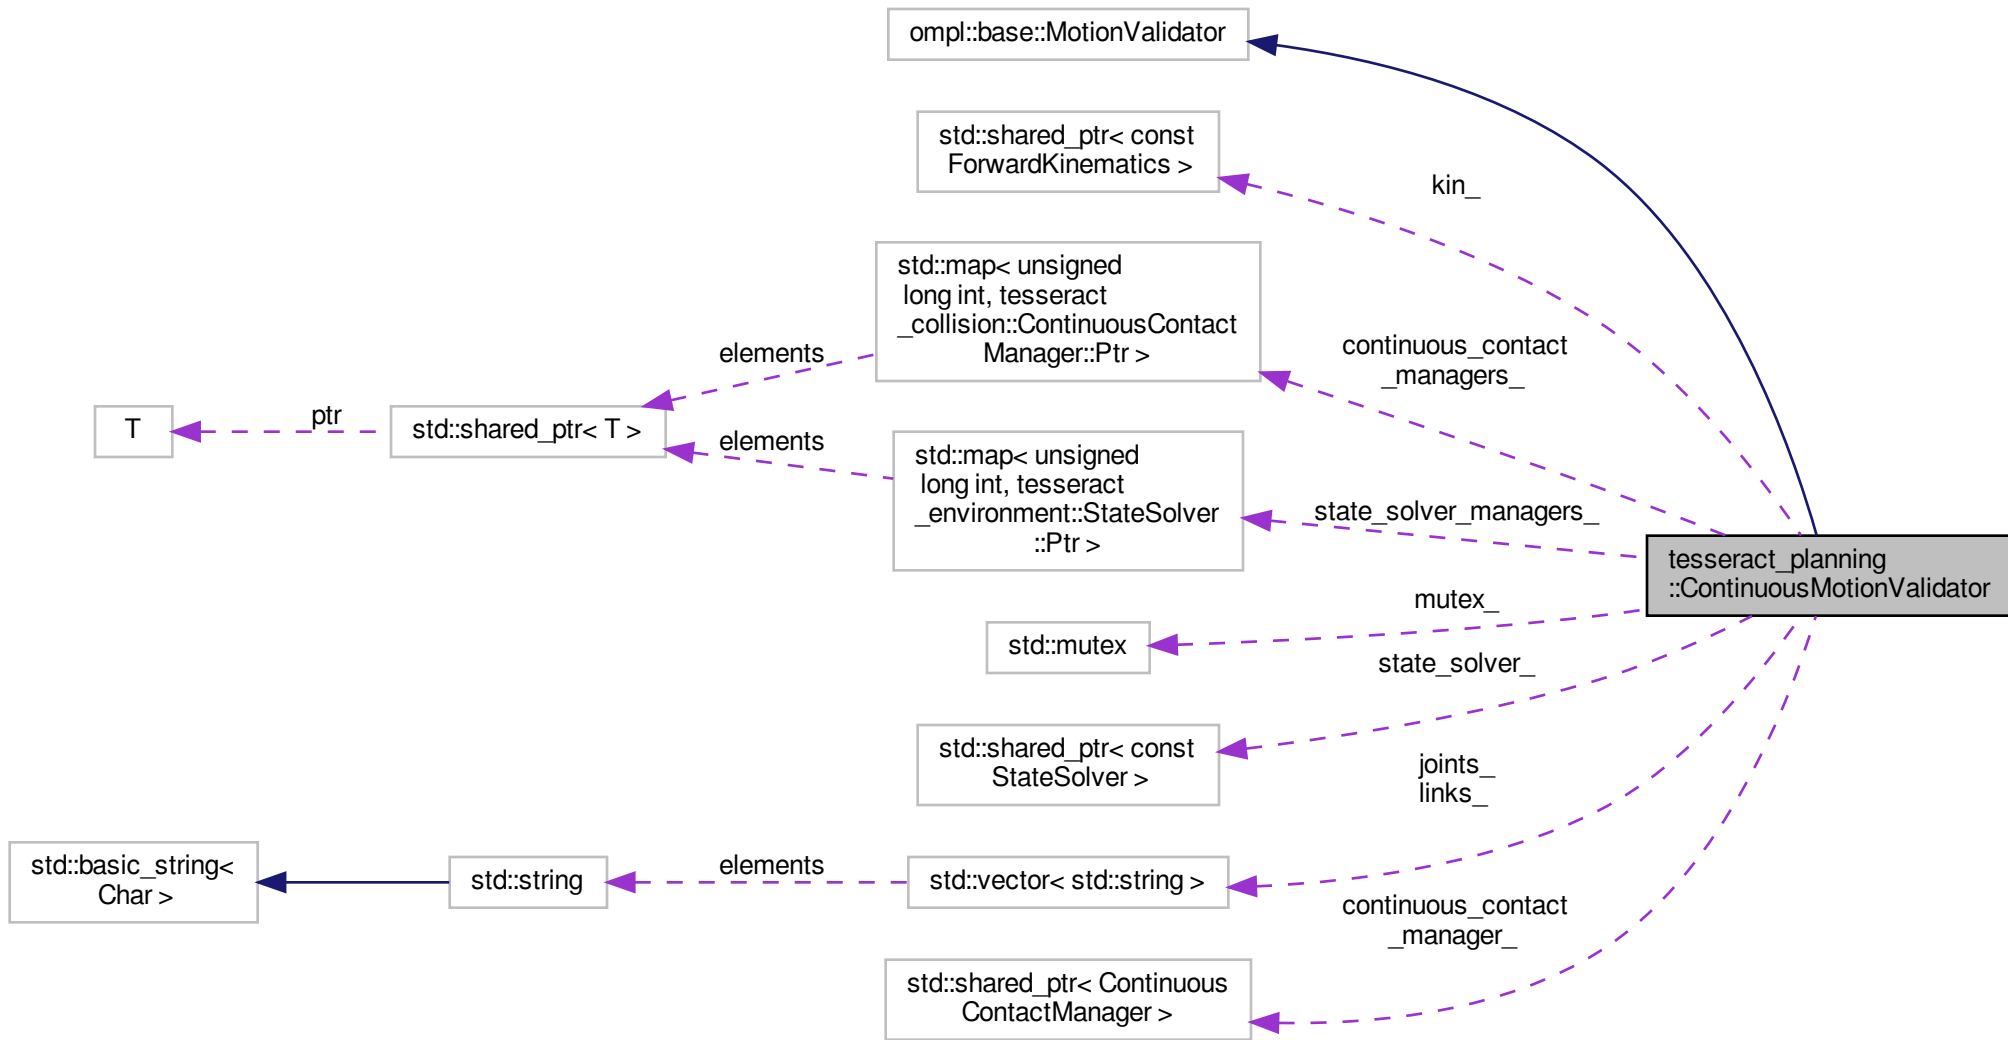 ompl::base::MotionValidator
std::shared_ptr< const
ForwardKinematics >
kin_
std::map< unsigned
long int, tesseract
_collision::ContinuousContact
Manager::Ptr >
elements
continuous_contact
_managers_
T
ptr
std::shared_ptr< T >
elements
std::map< unsigned
long int, tesseract
_environment::StateSolver
::Ptr >
state_solver_managers_
tesseract_planning
::ContinuousMotionValidator
mutex_
std::mutex
state_solver_
std::shared_ptr< const
StateSolver >
joints_
links_
std::basic_string<
Char >
std::string
elements
std::vector< std::string >
continuous_contact
_manager_
std::shared_ptr< Continuous
ContactManager >